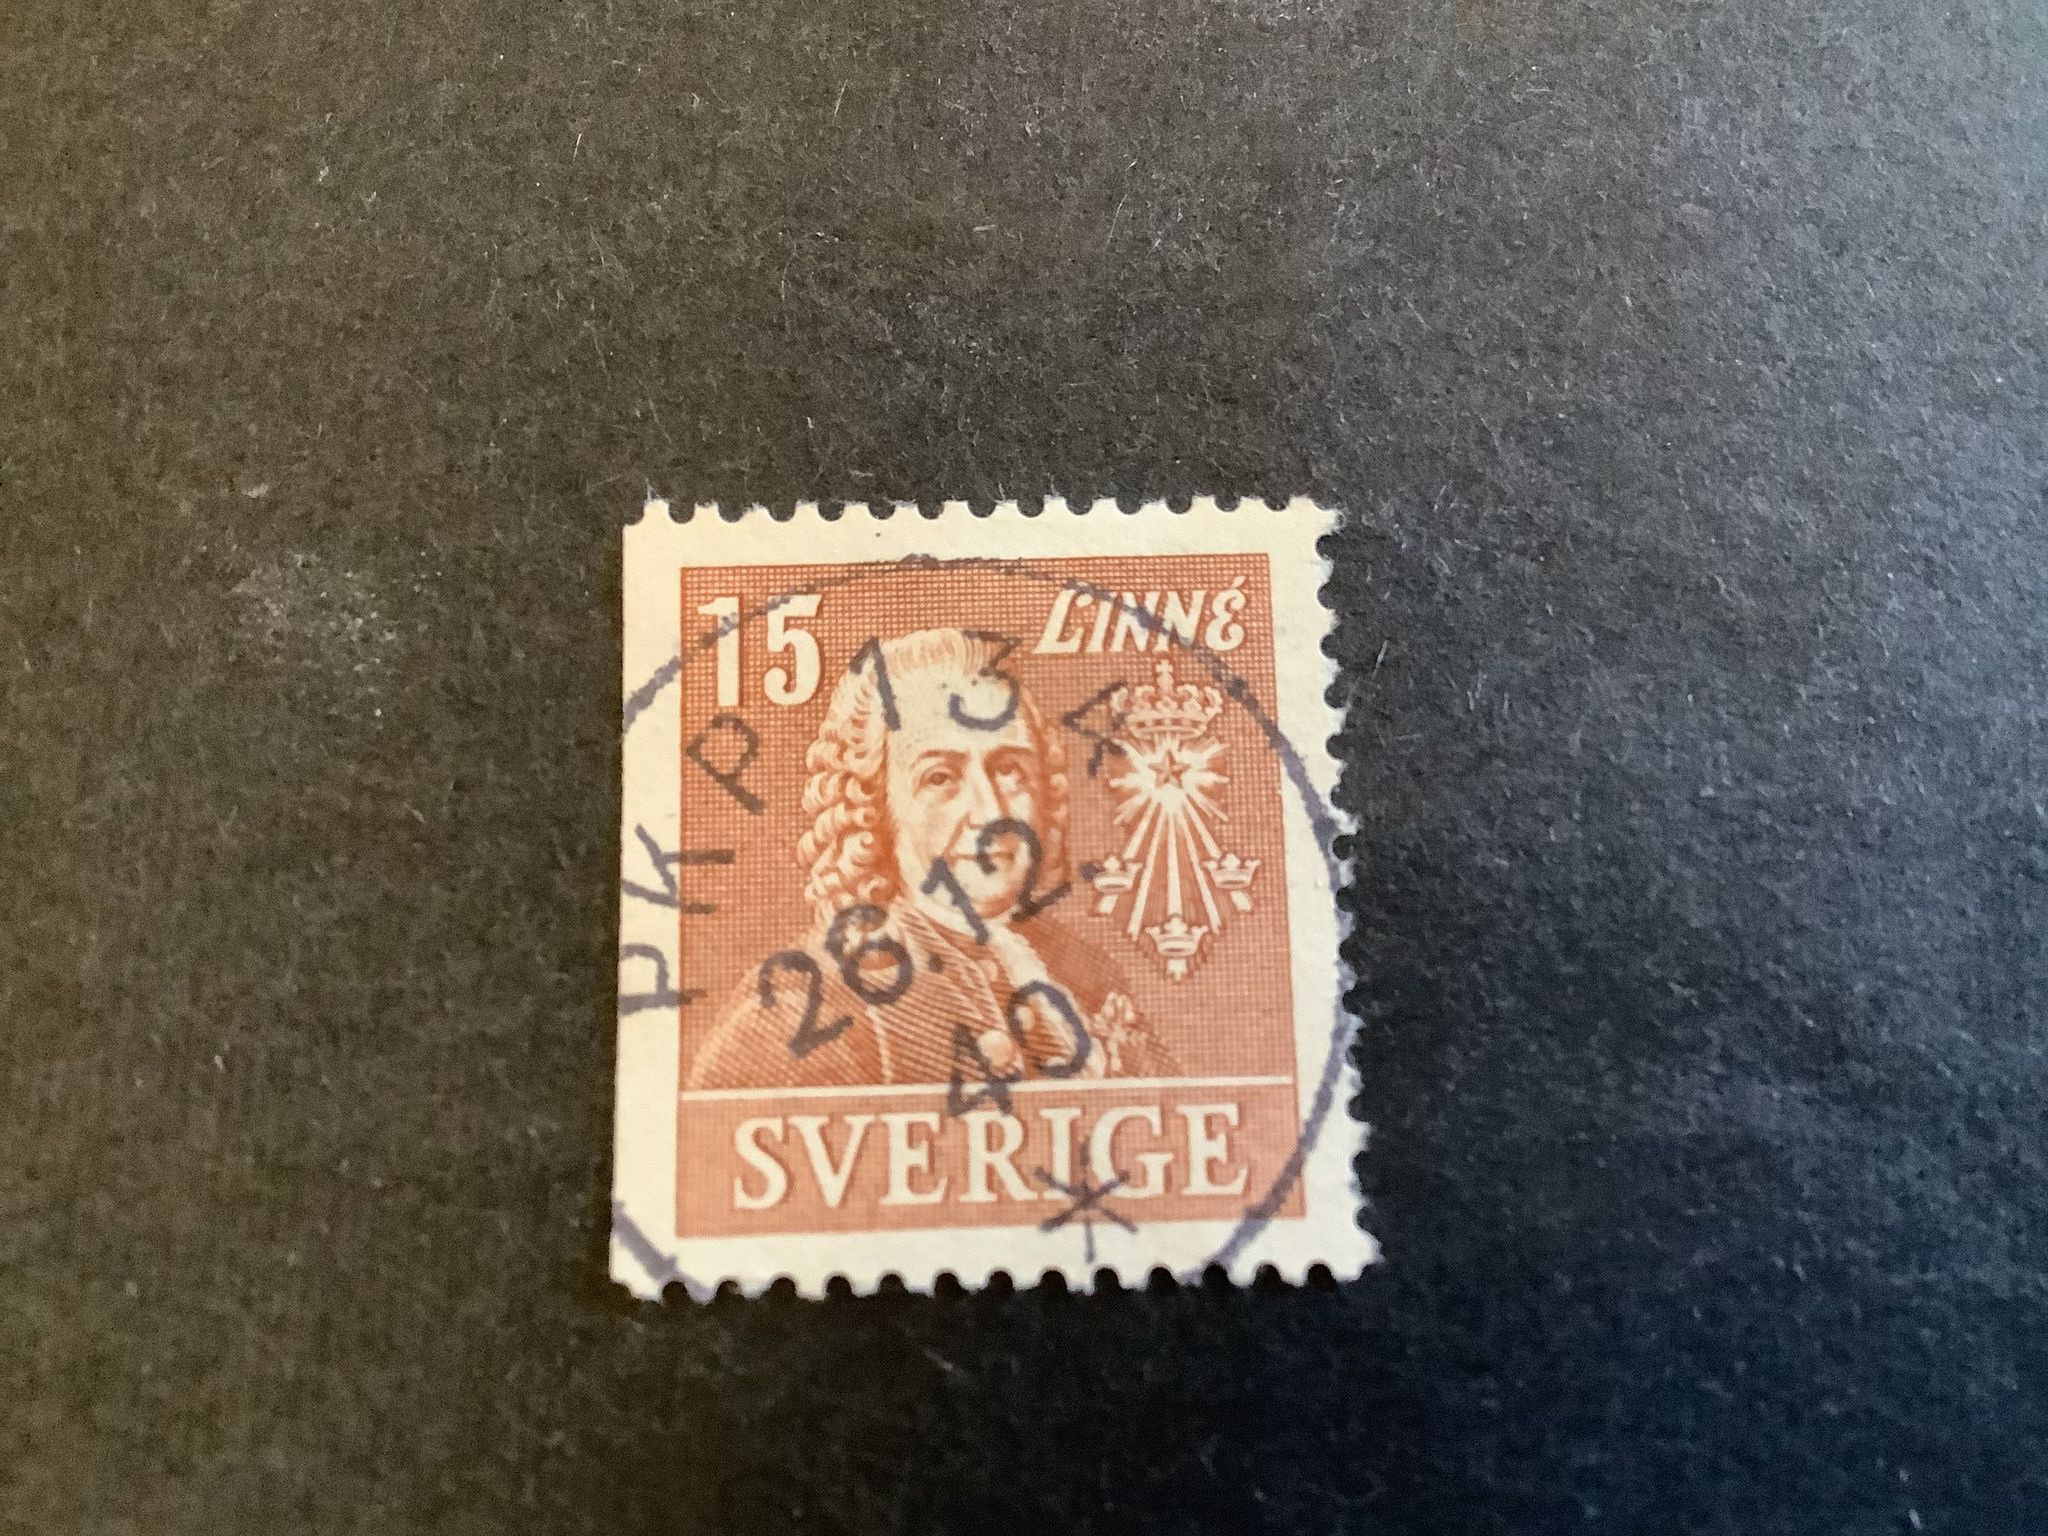 15 LINNÉ
PKP 13 A
26.12.
40
SVERIGE